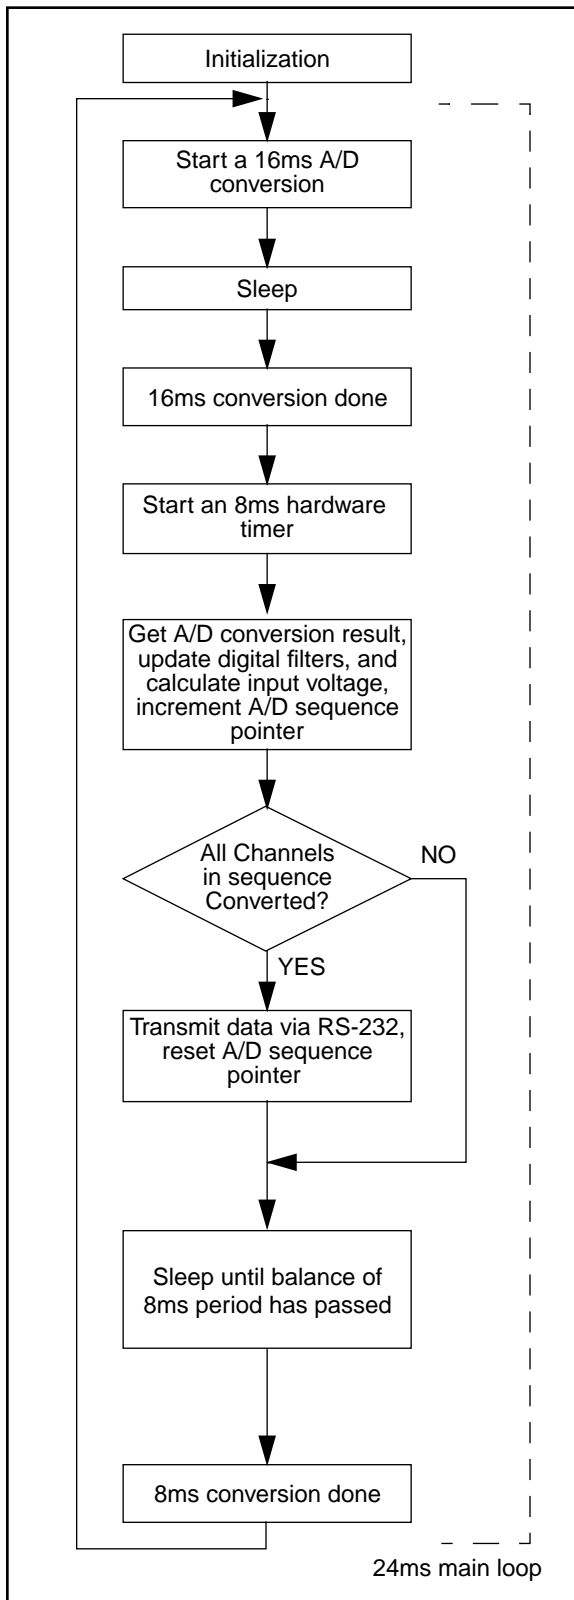 Initialization
Start a 16ms A/D
conversion
Sleep
16ms conversion done
Start an 8ms hardware
timer
Get A/D conversion result,
update digital filters, and
calculate input voltage,
increment A/D sequence
pointer
All Channels
in sequence
Converted?
NO
YES
Transmit data via RS-232,
reset A/D sequence
pointer
Sleep until balance of
8ms period has passed
8ms conversion done
24ms main loop